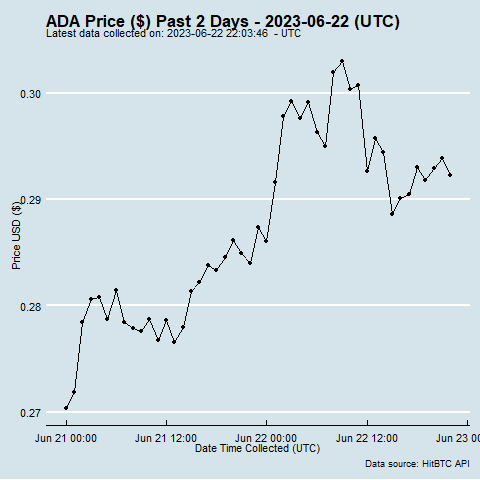 ADA Price ($) Past 2 Days - 2023-06-22 (UTC)
Latest data collected on: 2023-06-22 22:03:46 - UTC
0.30
0.29
0.28
0.27
Price USD ($)
Jun 21 00:00 Jun 21 12:00 Jun 22 00:00 Jun 22 12:00 Jun 23 0
Date Time Collected (UTC)
Data source: HitBTC API